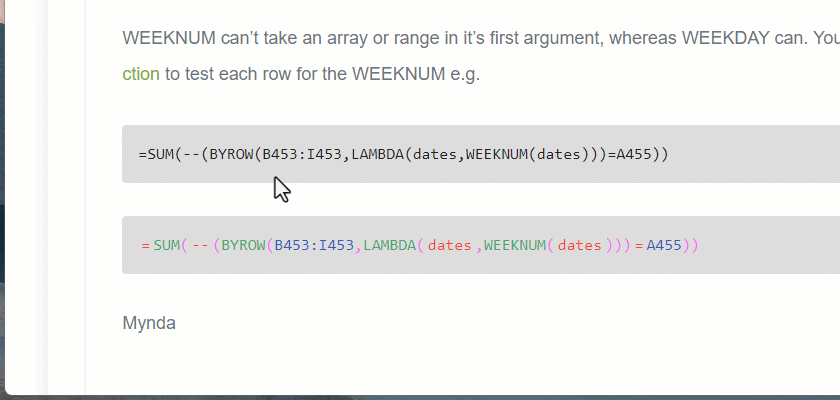 WEEKNUM can’t take an array or range in it’s first argument, whereas WEEKDAY can. You
ction to test each row for the WEEKNUM e.g.
=SUM(--(BYROW(B453:I453,LAMBDA(dates,WEEKNUM(dates)))=A455))
=SUM(--(BYROW(B453:I453,LAMBDA(dates,WEEKNUM(dates)))=A455))
Mynda